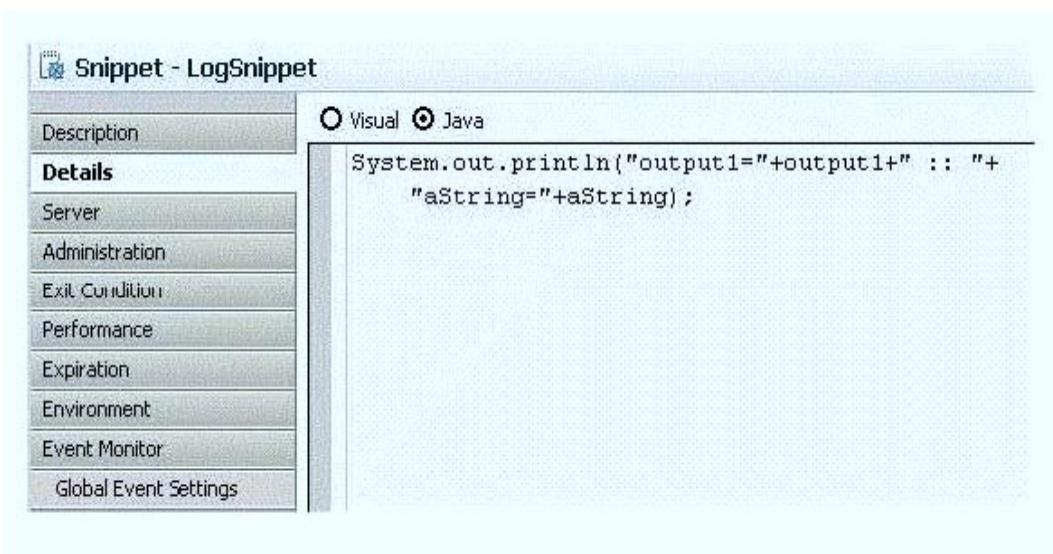 Snippet - LogSnippet
Visual Java
System.out.println("output1="+output1+" :: "+
"aString="+aString);
Description
Details
Server
Administration
Exit Condition
Performance
Expiration
Environment
Event Monitor
Global Event Settings